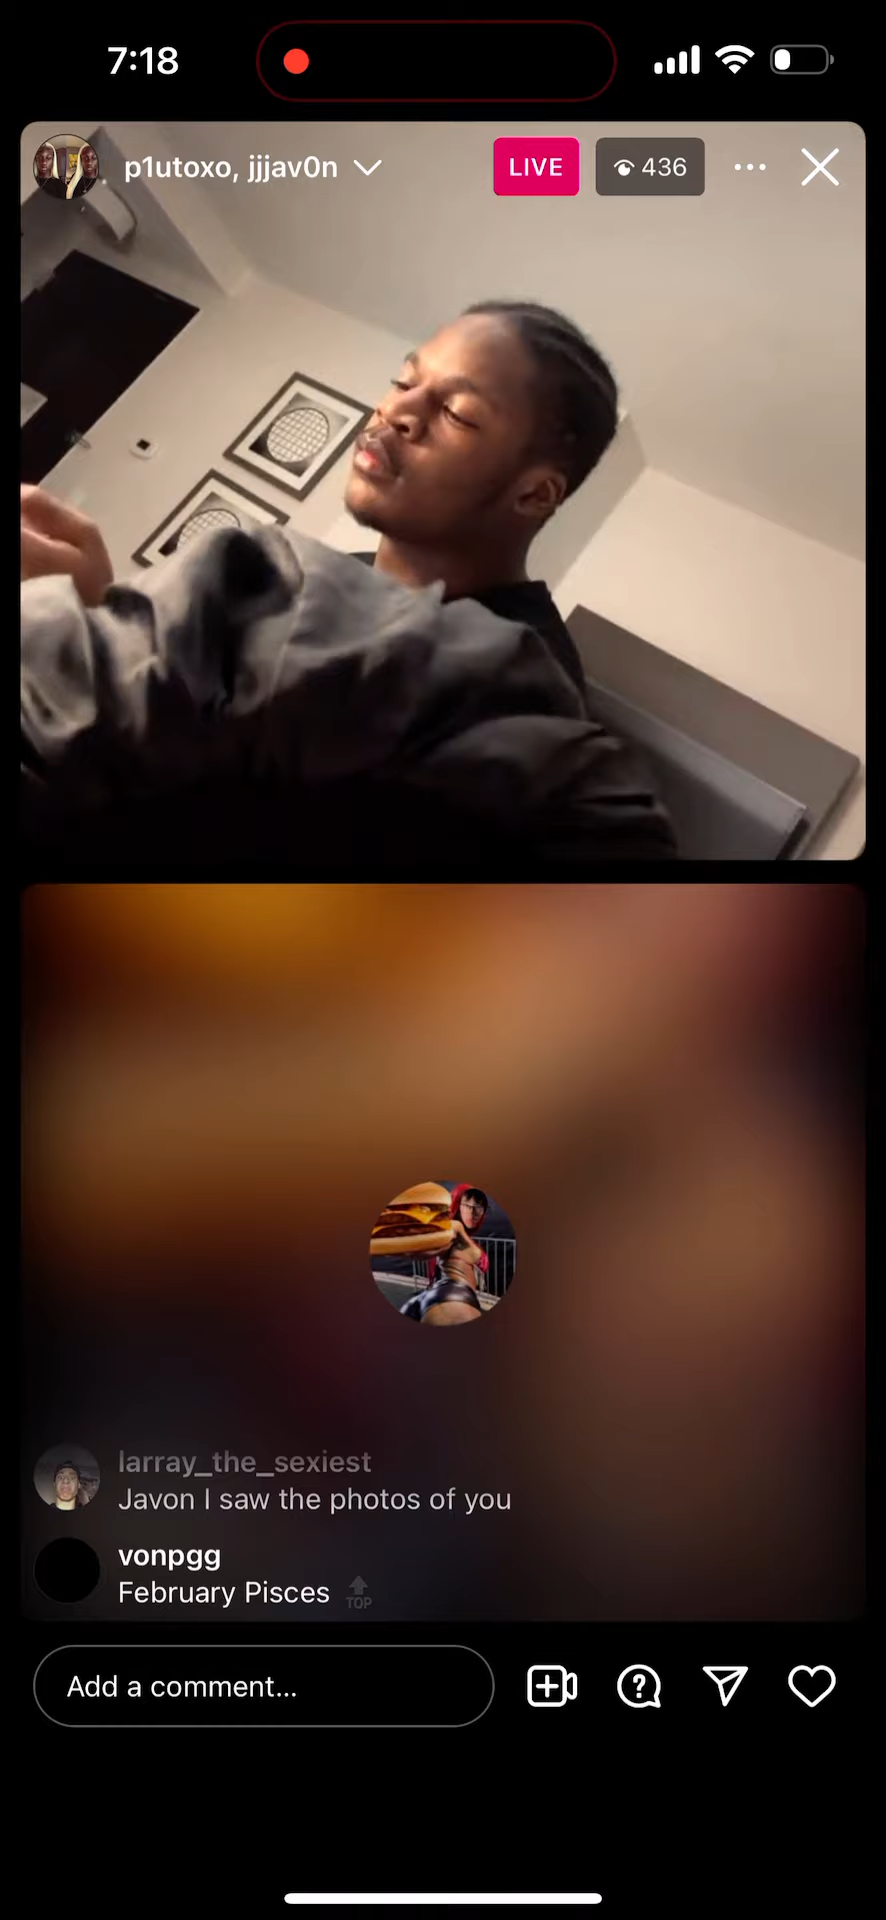 7:18
p1utoxo, jjjav0n
LIVE
436
larray_the_sexiest
Javon I saw the photos of you
vonpgg
February Pisces 
TOP
Add a comment...